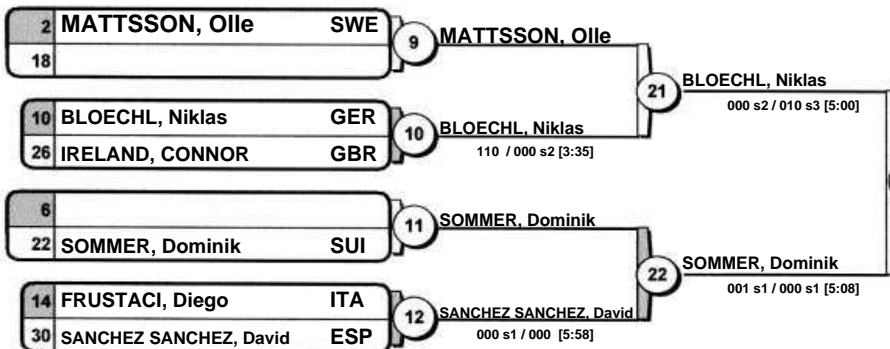 2 MATTSSON, Olle SWE
18
9
MATTSSON, Olle
10 BLOECHL, Niklas GER
26 IRELAND, CONNOR GBR
10
BLOECHL, Niklas
110 / 000 s2 [3:35]
21
BLOECHL, Niklas
000 s2 / 010 s3 [5:00]
6
22 SOMMER, Dominik SUI
11
SOMMER, Dominik
14 FRUSTACI, Diego ITA
30 SANCHEZ SANCHEZ, David ESP
12
SANCHEZ SANCHEZ, David
000 s1 / 000 [5:58]
22
SOMMER, Dominik
001 s1 / 000 s1 [5:08]